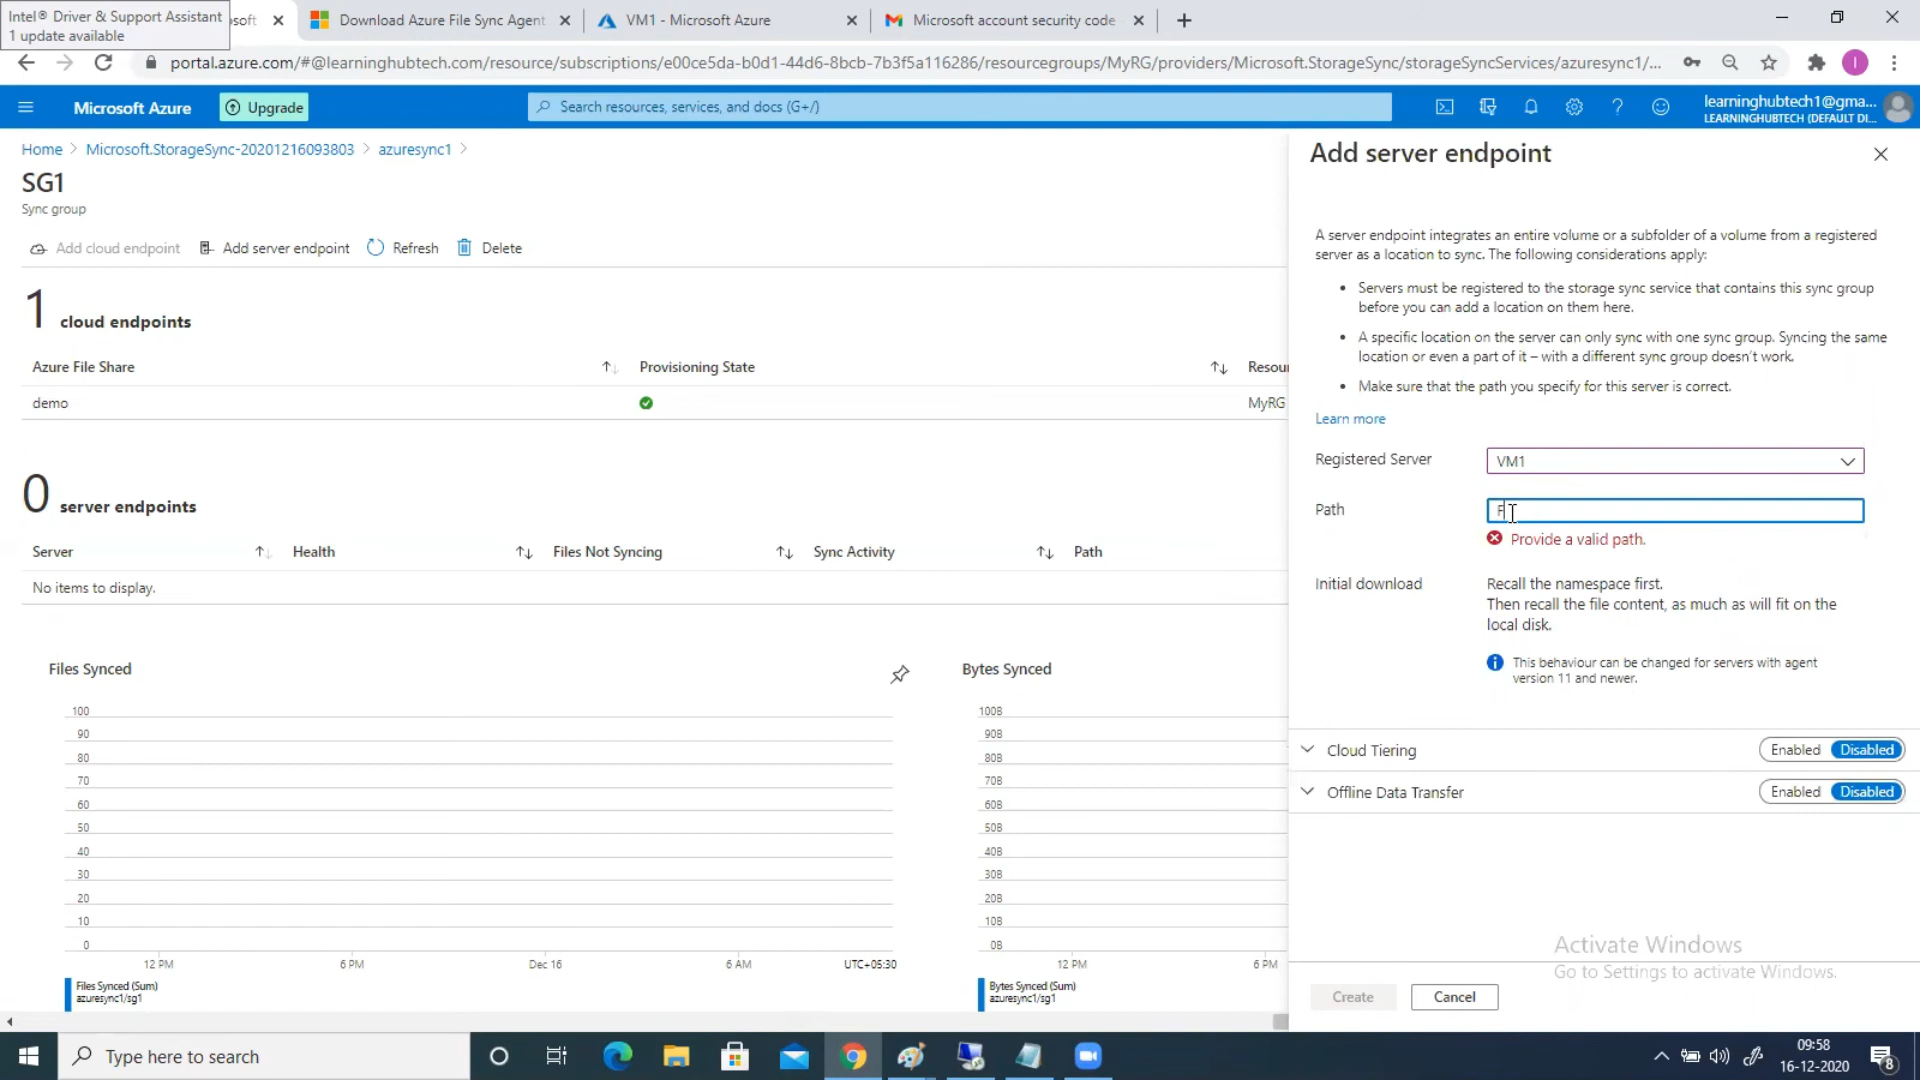 Intel® Driver & Support Assistant
1 update available
osoft
Download Azure File Sync Agent
VM1 - Microsoft Azure
Microsoft account security code
portal.azure.com/#@learninghubtech.com/resource/subscriptions/e00ce5da-b0d1-44d6-8bcb-7b3f5a116286/resourcegroups/MyRG/providers/Microsoft.StorageSync/storageSyncServices/azuresync1/...
I
Microsoft Azure
Upgrade
Search resources, services, and docs (G+/)
learninghubtech1@gma...
LEARNINGHUBTECH (DEFAULT DI...
Home > Microsoft.StorageSync-20201216093803 > azuresync1 >
SG1
Sync group
Add cloud endpoint
Add server endpoint
Refresh
Delete
1 cloud endpoints
Azure File Share
Provisioning State
Resour
demo
MyRG
0 server endpoints
Server
Health
Files Not Syncing
Sync Activity
Path
No items to display.
Files Synced
100
90
80
70
60
50
40
30
20
10
0
12 PM
6 PM
Dec 16
6 AM
UTC+05:30
Files Synced (Sum)
azuresync1/sg1
Bytes Synced
100B
90B
80B
70B
60B
50B
40B
30B
20B
10B
0B
12 PM
6 PM
Bytes Synced (Sum)
azuresync1/sg1
Add server endpoint
A server endpoint integrates an entire volume or a subfolder of a volume from a registered
server as a location to sync. The following considerations apply:
• Servers must be registered to the storage sync service that contains this sync group
before you can add a location on them here.
• A specific location on the server can only sync with one sync group. Syncing the same
location or even a part of it – with a different sync group doesn't work.
• Make sure that the path you specify for this server is correct.
Learn more
Registered Server
VM1
Path
F
Provide a valid path.
Initial download
Recall the namespace first.
Then recall the file content, as much as will fit on the
local disk.
This behaviour can be changed for servers with agent
version 11 and newer.
Cloud Tiering
Enabled Disabled
Offline Data Transfer
Enabled Disabled
Activate Windows
Go to Settings to activate Windows.
Create
Cancel
Type here to search
09:58
16-12-2020
8